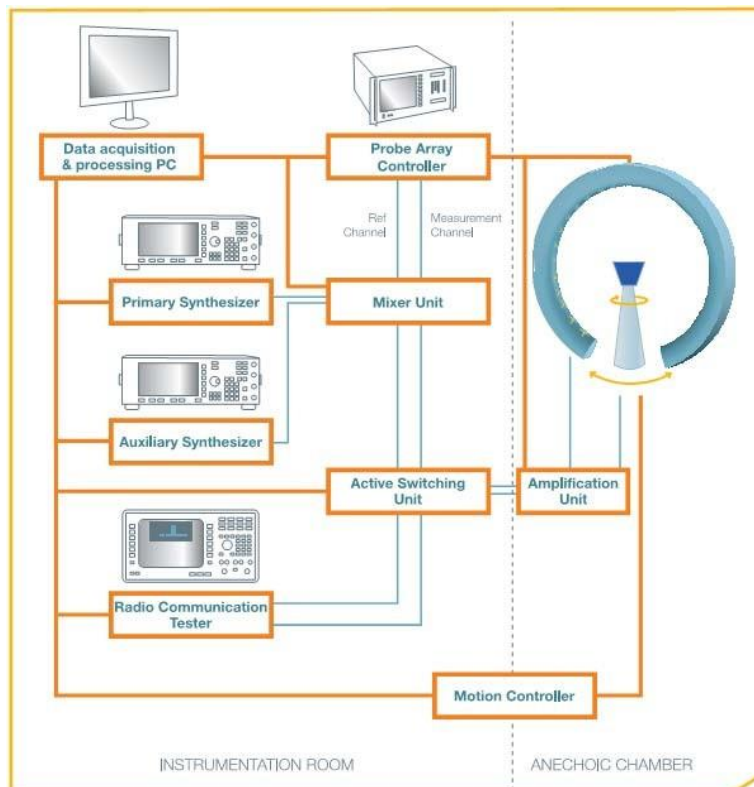 Data acquisition
& processing PC
Probe Array
Controller
Ref
Channel
Measurement
Channel
Primary Synthesizer
Mixer Unit
Auxiliary Synthesizer
Active Switching
Unit
Amplification
Unit
Radio Communication
Tester
Motion Controller
INSTRUMENTATION ROOM
ANECHOIC CHAMBER